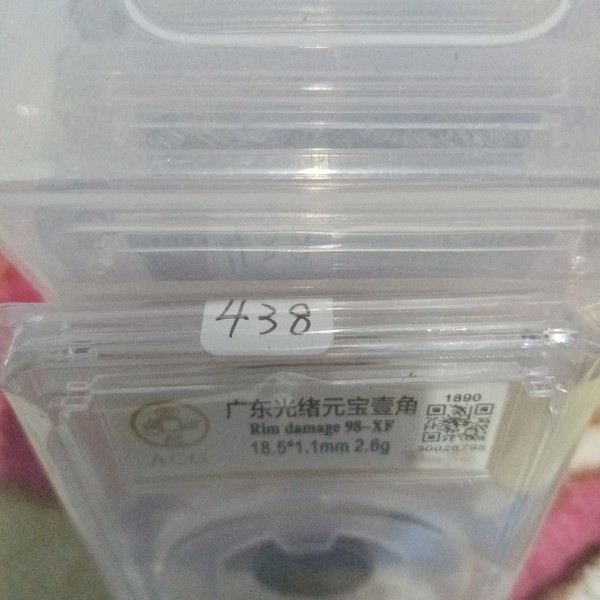 438
1890
广东光绪元宝壹角
Rim damage 98-XF
18.5*1.1mm 2.6g